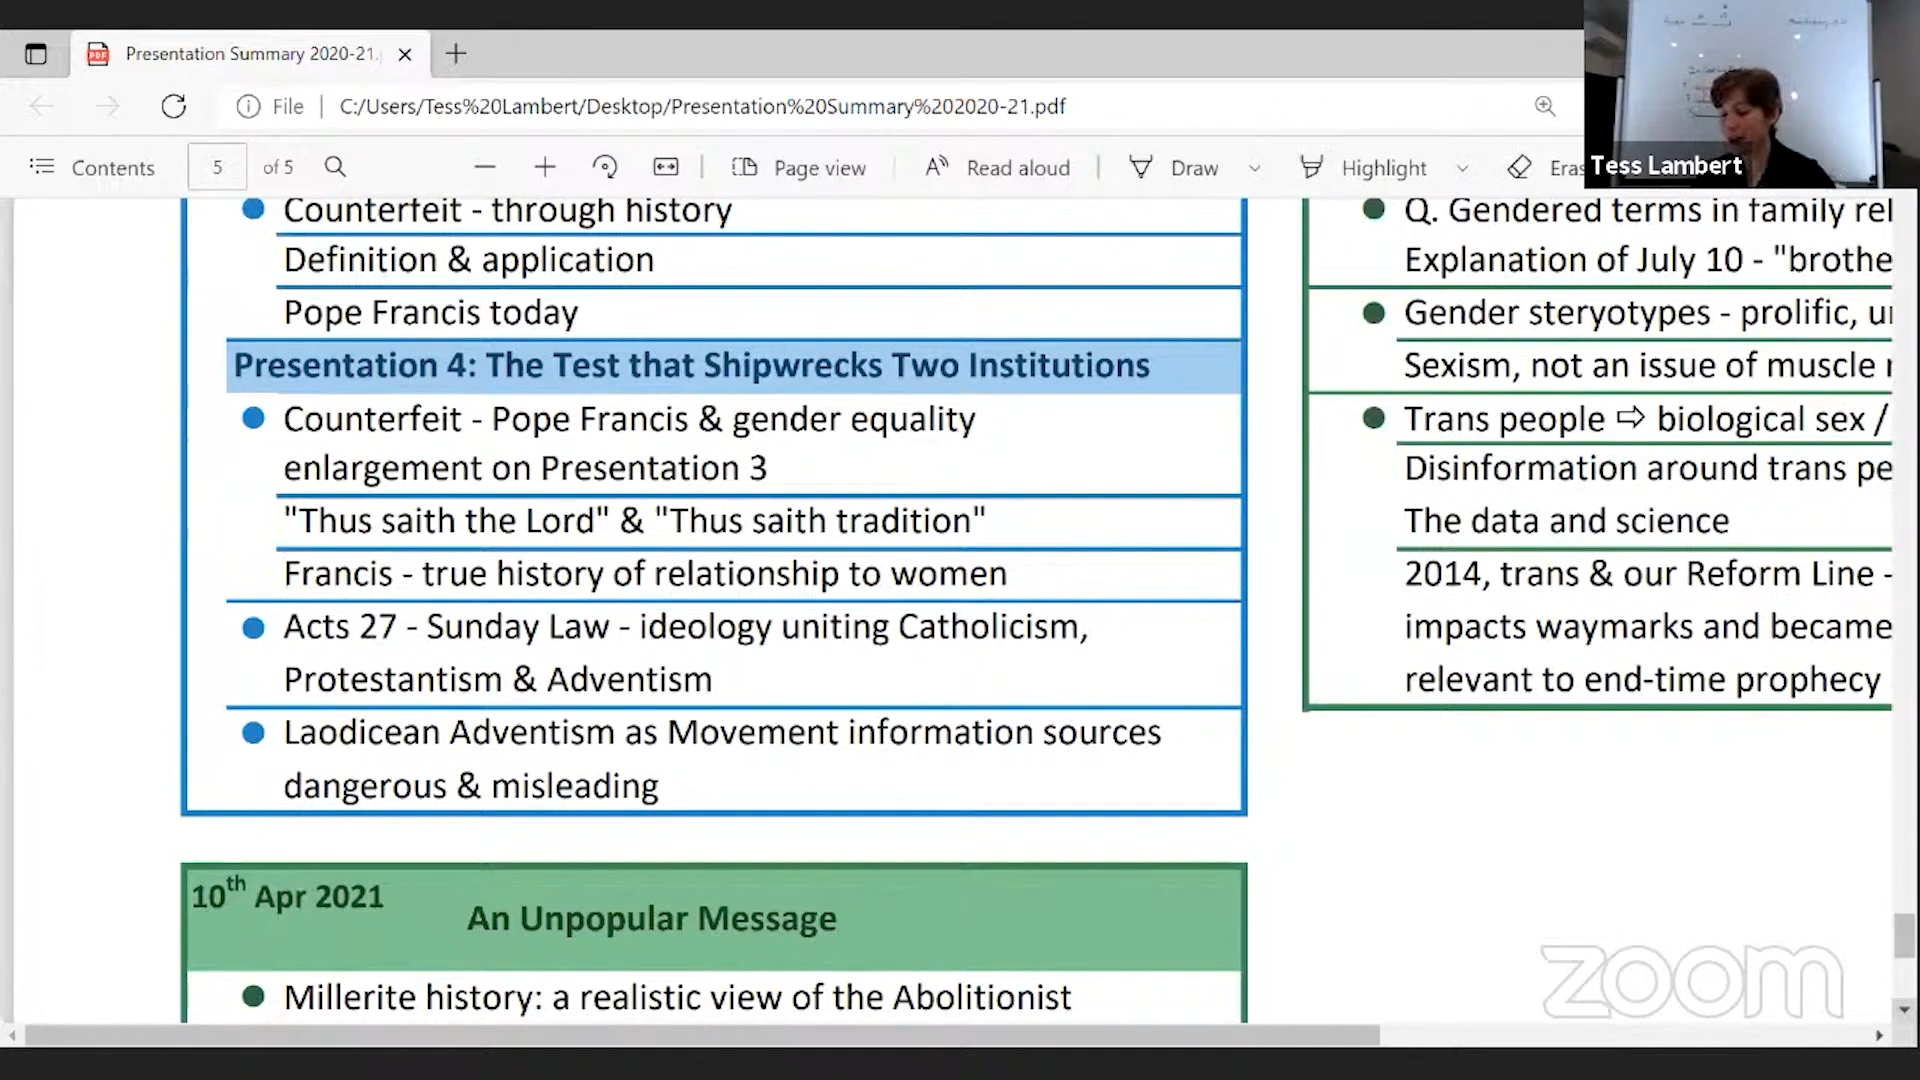 Presentation Summary 2020-21.
File
C:/Users/Tess%20Lambert/Desktop/Presentation%20Summary%202020-21.pdf
Contents
5
of 5
Page view
Read aloud
Draw
Highlight
Eras
Tess Lambert
Counterfeit - through history
Definition & application
Pope Francis today
Presentation 4: The Test that Shipwrecks Two Institutions
Counterfeit - Pope Francis & gender equality
enlargement on Presentation 3
"Thus saith the Lord" & "Thus saith tradition"
Francis - true history of relationship to women
Acts 27 - Sunday Law - ideology uniting Catholicism,
Protestantism & Adventism
Laodicean Adventism as Movement information sources
dangerous & misleading
10th Apr 2021
An Unpopular Message
Millerite history: a realistic view of the Abolitionist
Q. Gendered terms in family rel
Explanation of July 10 - "brothe
Gender steryotypes - prolific, u
Sexism, not an issue of muscle
Trans people ⇨ biological sex /
Disinformation around trans pe
The data and science
2014, trans & our Reform Line -
impacts waymarks and became
relevant to end-time prophecy
zoom